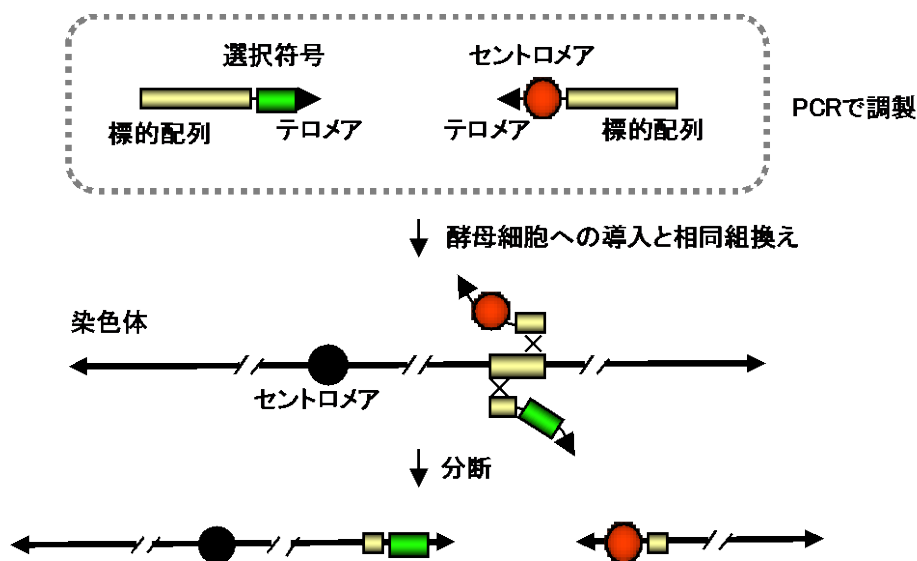 選択符号
セントロメア
標的配列
テロメア
テロメア
標的配列
PCRで調製
酵母細胞への導入と相同組換え
染色体
セントロメア
分断